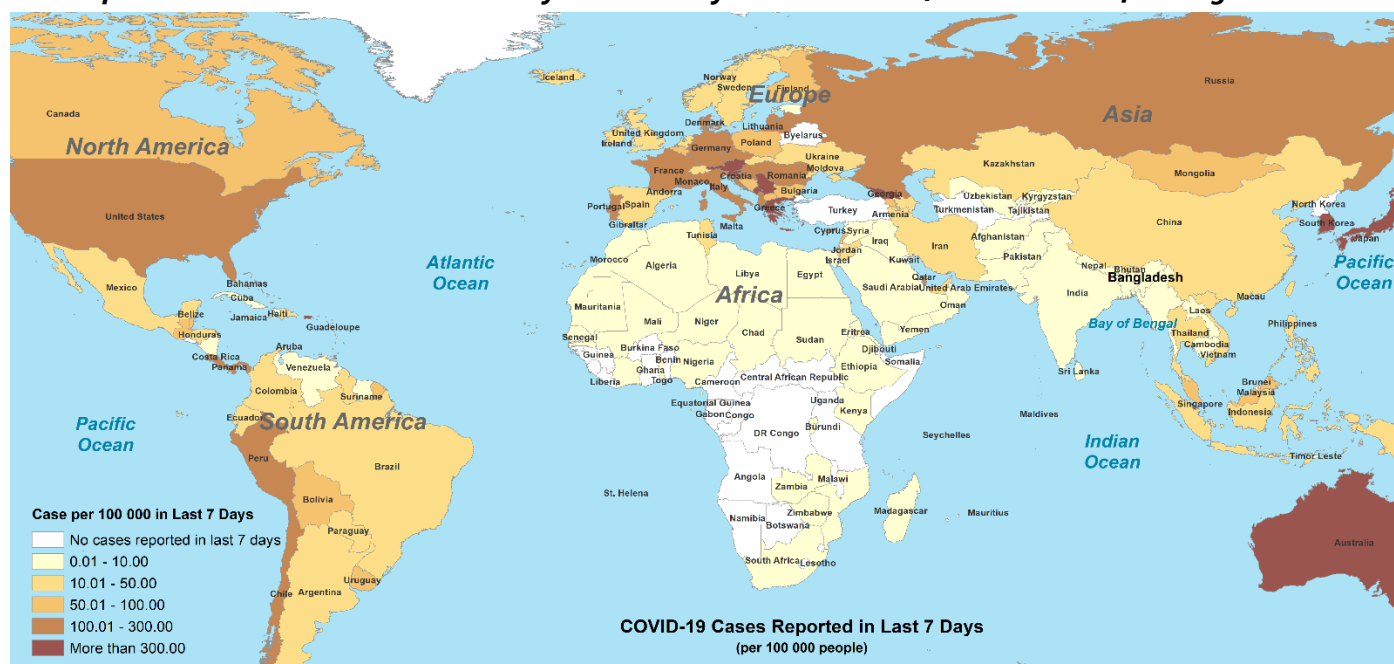 Iceland
Norway
Sweden
Finland
Europe
Russia
Canada
United Kingdom
Ireland
Denmark
Lithuania
Byelarus
Asia
North America
Germany
Poland
Ukraine
Moldova
Kazakhstan
Mongolia
France
Croatia
Romania
Monaco
Italy
Andorra
Bulgaria
Georgia
United States
Portugal
Spain
Greece
Turkey
Armenia
Uzbekistan
Kyrgyzstan
Turkmenistan
Tajikistan
North Korea
South Korea
Japan
China
Gibraltar
Malta
Tunisia
Cyprus
Syria
Iraq
Iran
Afghanistan
Jordan
Israel
Kuwait
Pakistan
Morocco
Algeria
Libya
Egypt
Atlantic
Ocean
Pacific
Ocean
Nepal
Bhutan
Bangladesh
Mexico
Bahamas
Cuba
Qatar
Saudi Arabia
United Arab Emirates
Oman
India
Macau
Africa
Belize
Jamaica
Haiti
Guadeloupe
Mauritania
Mali
Niger
Chad
Sudan
Eritrea
Yemen
Laos
Bay of Bengal
Thailand
Philippines
Honduras
Senegal
Guinea
Burkina Faso
Benin
Nigeria
Djibouti
Somalia
Cambodia
Vietnam
Costa Rica
Panama
Aruba
Venezuela
Ghana
Togo
Liberia
Cameroon
Central African Republic
Ethiopia
Sri Lanka
Colombia
Suriname
Equatorial Guinea
Gabon
Congo
Uganda
Kenya
Maldives
Brunei
Malaysia
Singapore
Indonesia
Ecuador
South America
Pacific
Ocean
DR Congo
Burundi
Seychelles
Indian
Ocean
Timor Leste
Peru
Brazil
Bolivia
St. Helena
Angola
Zambia
Malawi
Zimbabwe
Madagascar
Mauritius
Namibia
Botswana
Paraguay
South Africa
Lesotho
Australia
Uruguay
Chile
Argentina
Case per 100 000 in Last 7 Days
No cases reported in last 7 days
0.01 - 10.00
10.01 - 50.00
50.01 - 100.00
100.01 - 300.00
More than 300.00
COVID-19 Cases Reported in Last 7 Days
(per 100 000 people)